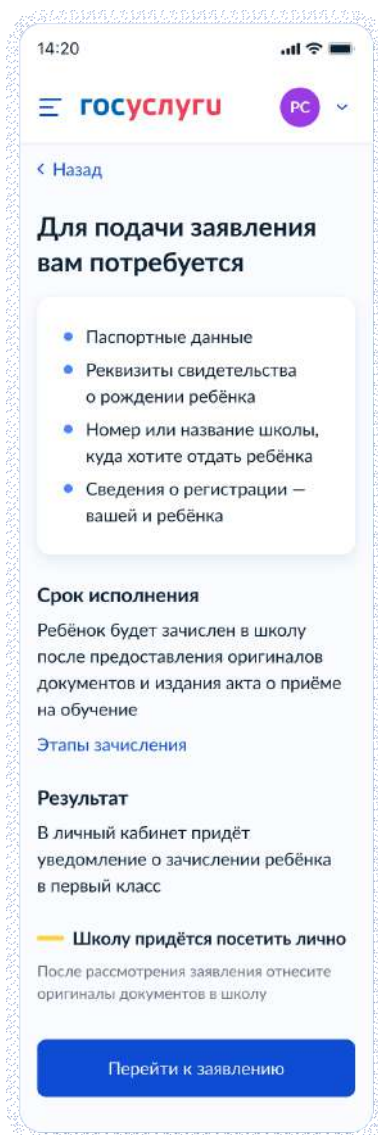 14:20
госуслуги
РС
Назад
Для подачи заявления
вам потребуется
Паспортные данные
Реквизиты свидетельства
о рождении ребёнка
Номер или название школы,
куда хотите отдать ребёнка
Сведения о регистрации —
вашей и ребёнка
Срок исполнения
Ребёнок будет зачислен в школу
после предоставления оригиналов
документов и издания акта о приёме
на обучение
Этапы зачисления
Результат
В личный кабинет придёт
уведомление о зачислении ребёнка
в первый класс
Школу придётся посетить лично
После рассмотрения заявления отнесите
оригиналы документов в школу
Перейти к заявлению